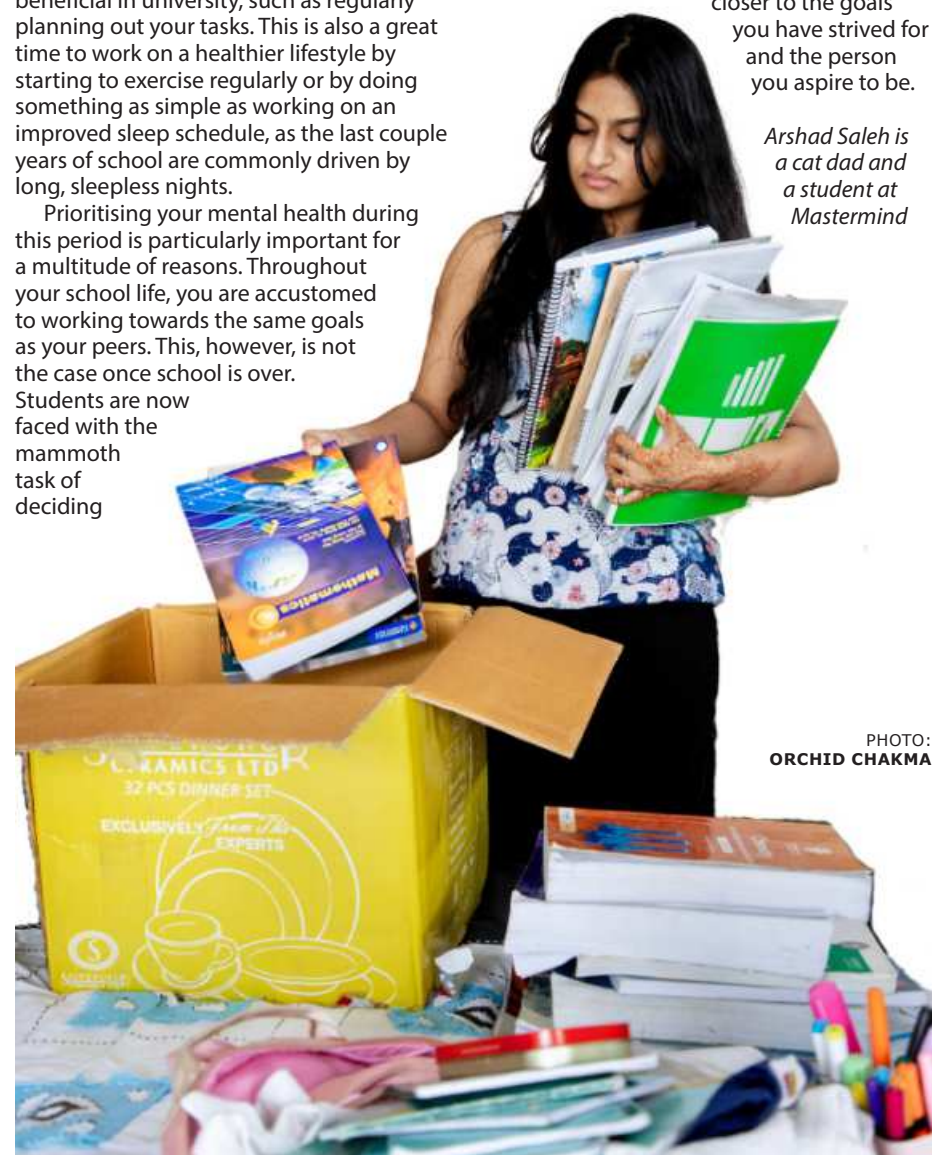 beneficial in university, such as regularly
planning out your tasks. This is also a great
time to work on a healthier lifestyle by
starting to exercise regularly or by doing
something as simple as working on an
improved sleep schedule, as the last couple
years of school are commonly driven by
long, sleepless nights.
Prioritising your mental health during
this period is particularly important for
a multitude of reasons. Throughout
your school life, you are accustomed
to working towards the same goals
as your peers. This, however, is not
the case once school is over.
Students are now
faced with the
mammoth
task of
deciding
closer to the goals
you have strived for
and the person
you aspire to be.
Arshad Saleh is
a cat dad and
a student at
Mastermind
Mathematics
PHOTO:
ORCHID CHAKMA
CERAMICS LTD
32 PCS DINNER SET
EXCLUSIVELY From The
EXPERTS